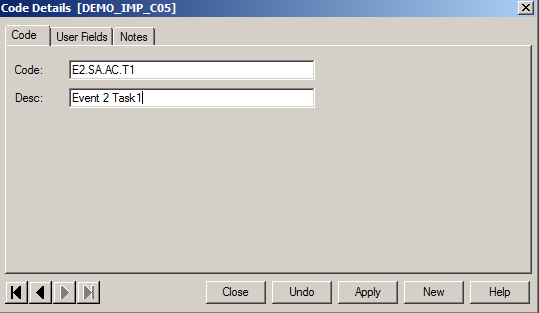 Code Details [DEMO_IMP_C05]
Code User Fields Notes
Code: E2.SA.AC.T1
Desc: Event 2 Task1
Close Undo Apply New Help